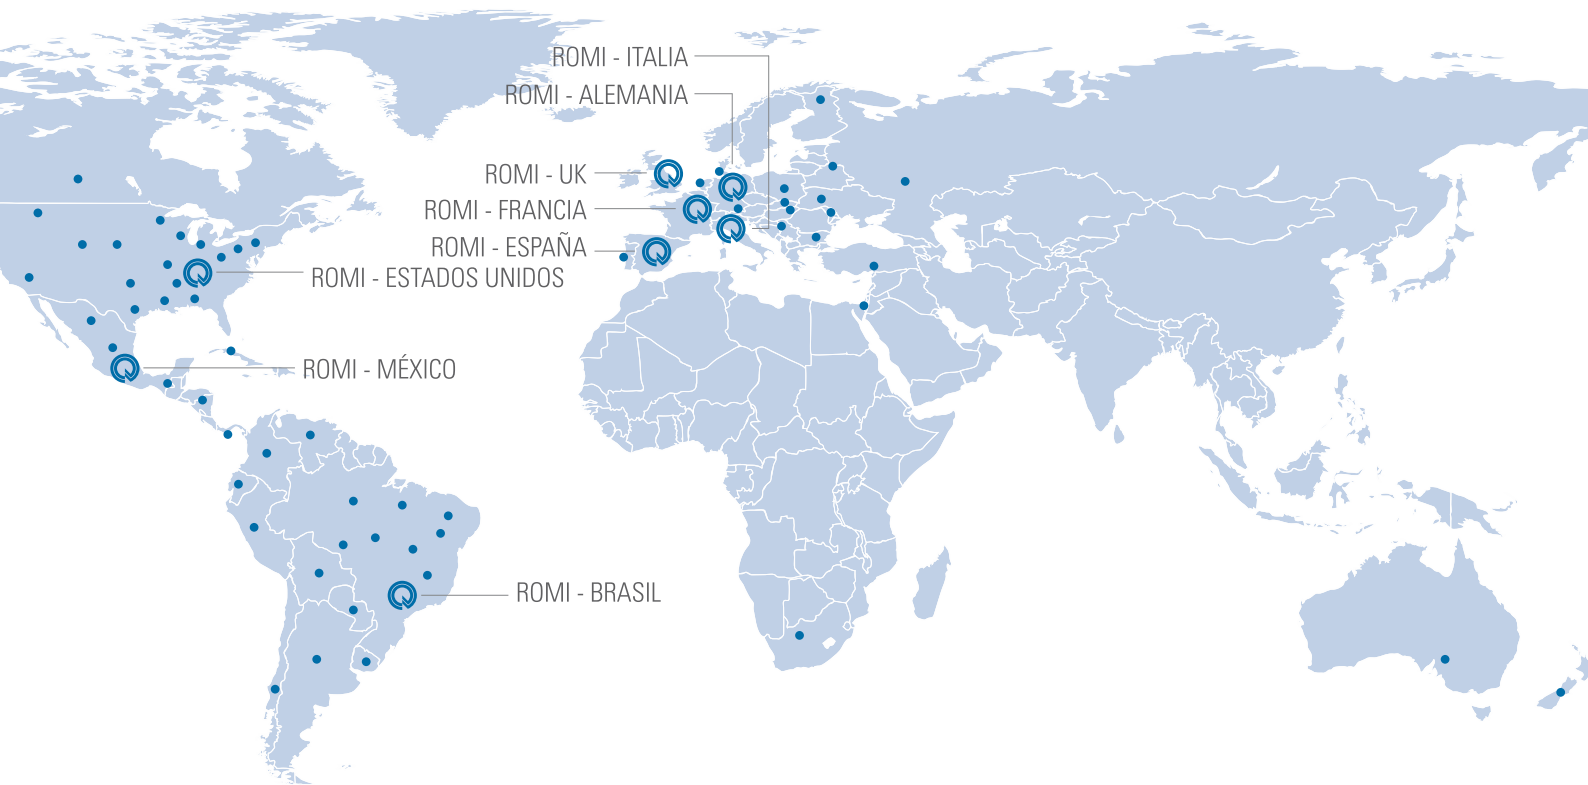 ROMI - ITALIA
ROMI - ALEMANIA
ROMI - UK
ROMI - FRANCIA
ROMI - ESPAÑA
ROMI - ESTADOS UNIDOS
ROMI - MÉXICO
ROMI - BRASIL